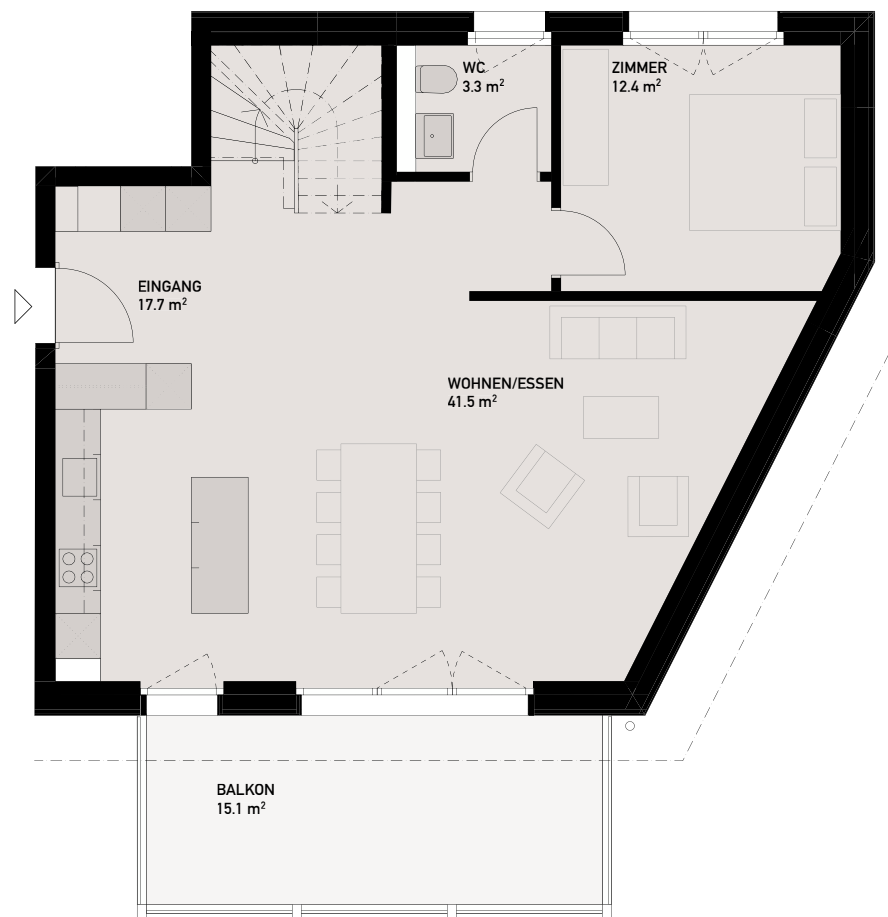 WC
3.3 m²
ZIMMER
12.4 m²
EINGANG
17.7 m²
WOHNEN/ESSEN
41.5 m²
BALKON
15.1 m²